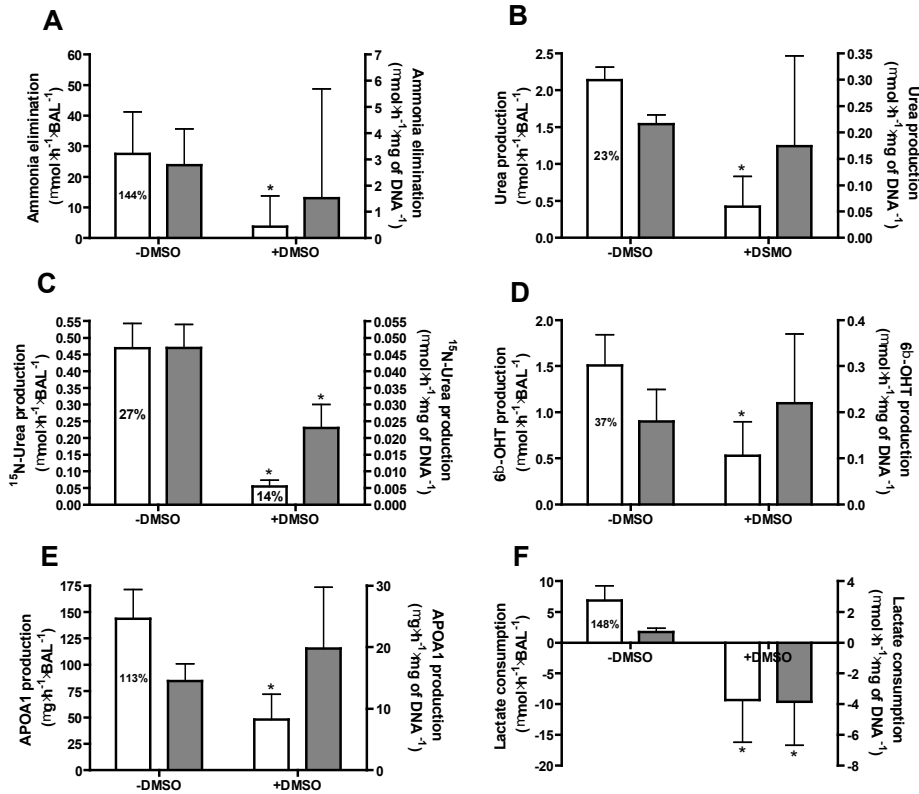 A
Ammonia elimination
(mmol×h⁻¹×BAL⁻¹)
60
50
40
30
20
10
0
144%
*
7
6
5
4
3
2
1
0
Ammonia elimination
(mmol×h⁻¹×mg of DNA⁻¹)
-DMSO
+DMSO
B
Urea production
(mmol×h⁻¹×BAL⁻¹)
2.5
2.0
1.5
1.0
0.5
0.0
23%
*
0.35
0.30
0.25
0.20
0.15
0.10
0.05
0.00
Urea production
(mmol×h⁻¹×mg of DNA⁻¹)
-DMSO
+DSMO
C
¹⁵N-Urea production
(mmol×h⁻¹×BAL⁻¹)
0.55
0.50
0.45
0.40
0.35
0.30
0.25
0.20
0.15
0.10
0.05
0.00
27%
*
14%
*
0.055
0.050
0.045
0.040
0.035
0.030
0.025
0.020
0.015
0.010
0.005
0.000
¹⁵N-Urea production
(mmol×h⁻¹×mg of DNA⁻¹)
-DMSO
+DMSO
D
6b-OHT production
(mmol×h⁻¹×BAL⁻¹)
2.0
1.5
1.0
0.5
0.0
37%
*
0.4
0.3
0.2
0.1
0.0
6b-OHT production
(mmol×h⁻¹×mg of DNA⁻¹)
-DMSO
+DMSO
E
APOA1 production
(mg×h⁻¹×BAL⁻¹)
175
150
125
100
75
50
25
0
113%
*
30
20
10
0
APOA1 production
(mg×h⁻¹×mg of DNA⁻¹)
-DMSO
+DMSO
F
Lactate consumption
(mmol×h⁻¹×BAL⁻¹)
10
5
0
-5
-10
-15
-20
148%
-DMSO
+DMSO
*
*
4
2
0
-2
-4
-6
-8
Lactate consumption
(mmol×h⁻¹×mg of DNA⁻¹)